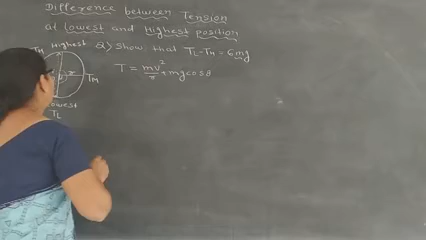 Difference between Tension
at Lowest and Highest position
TH Highest Q) Show that TL-TH = 6mg
T = mv²/r + mgcosθ
TM
Lowest
TL